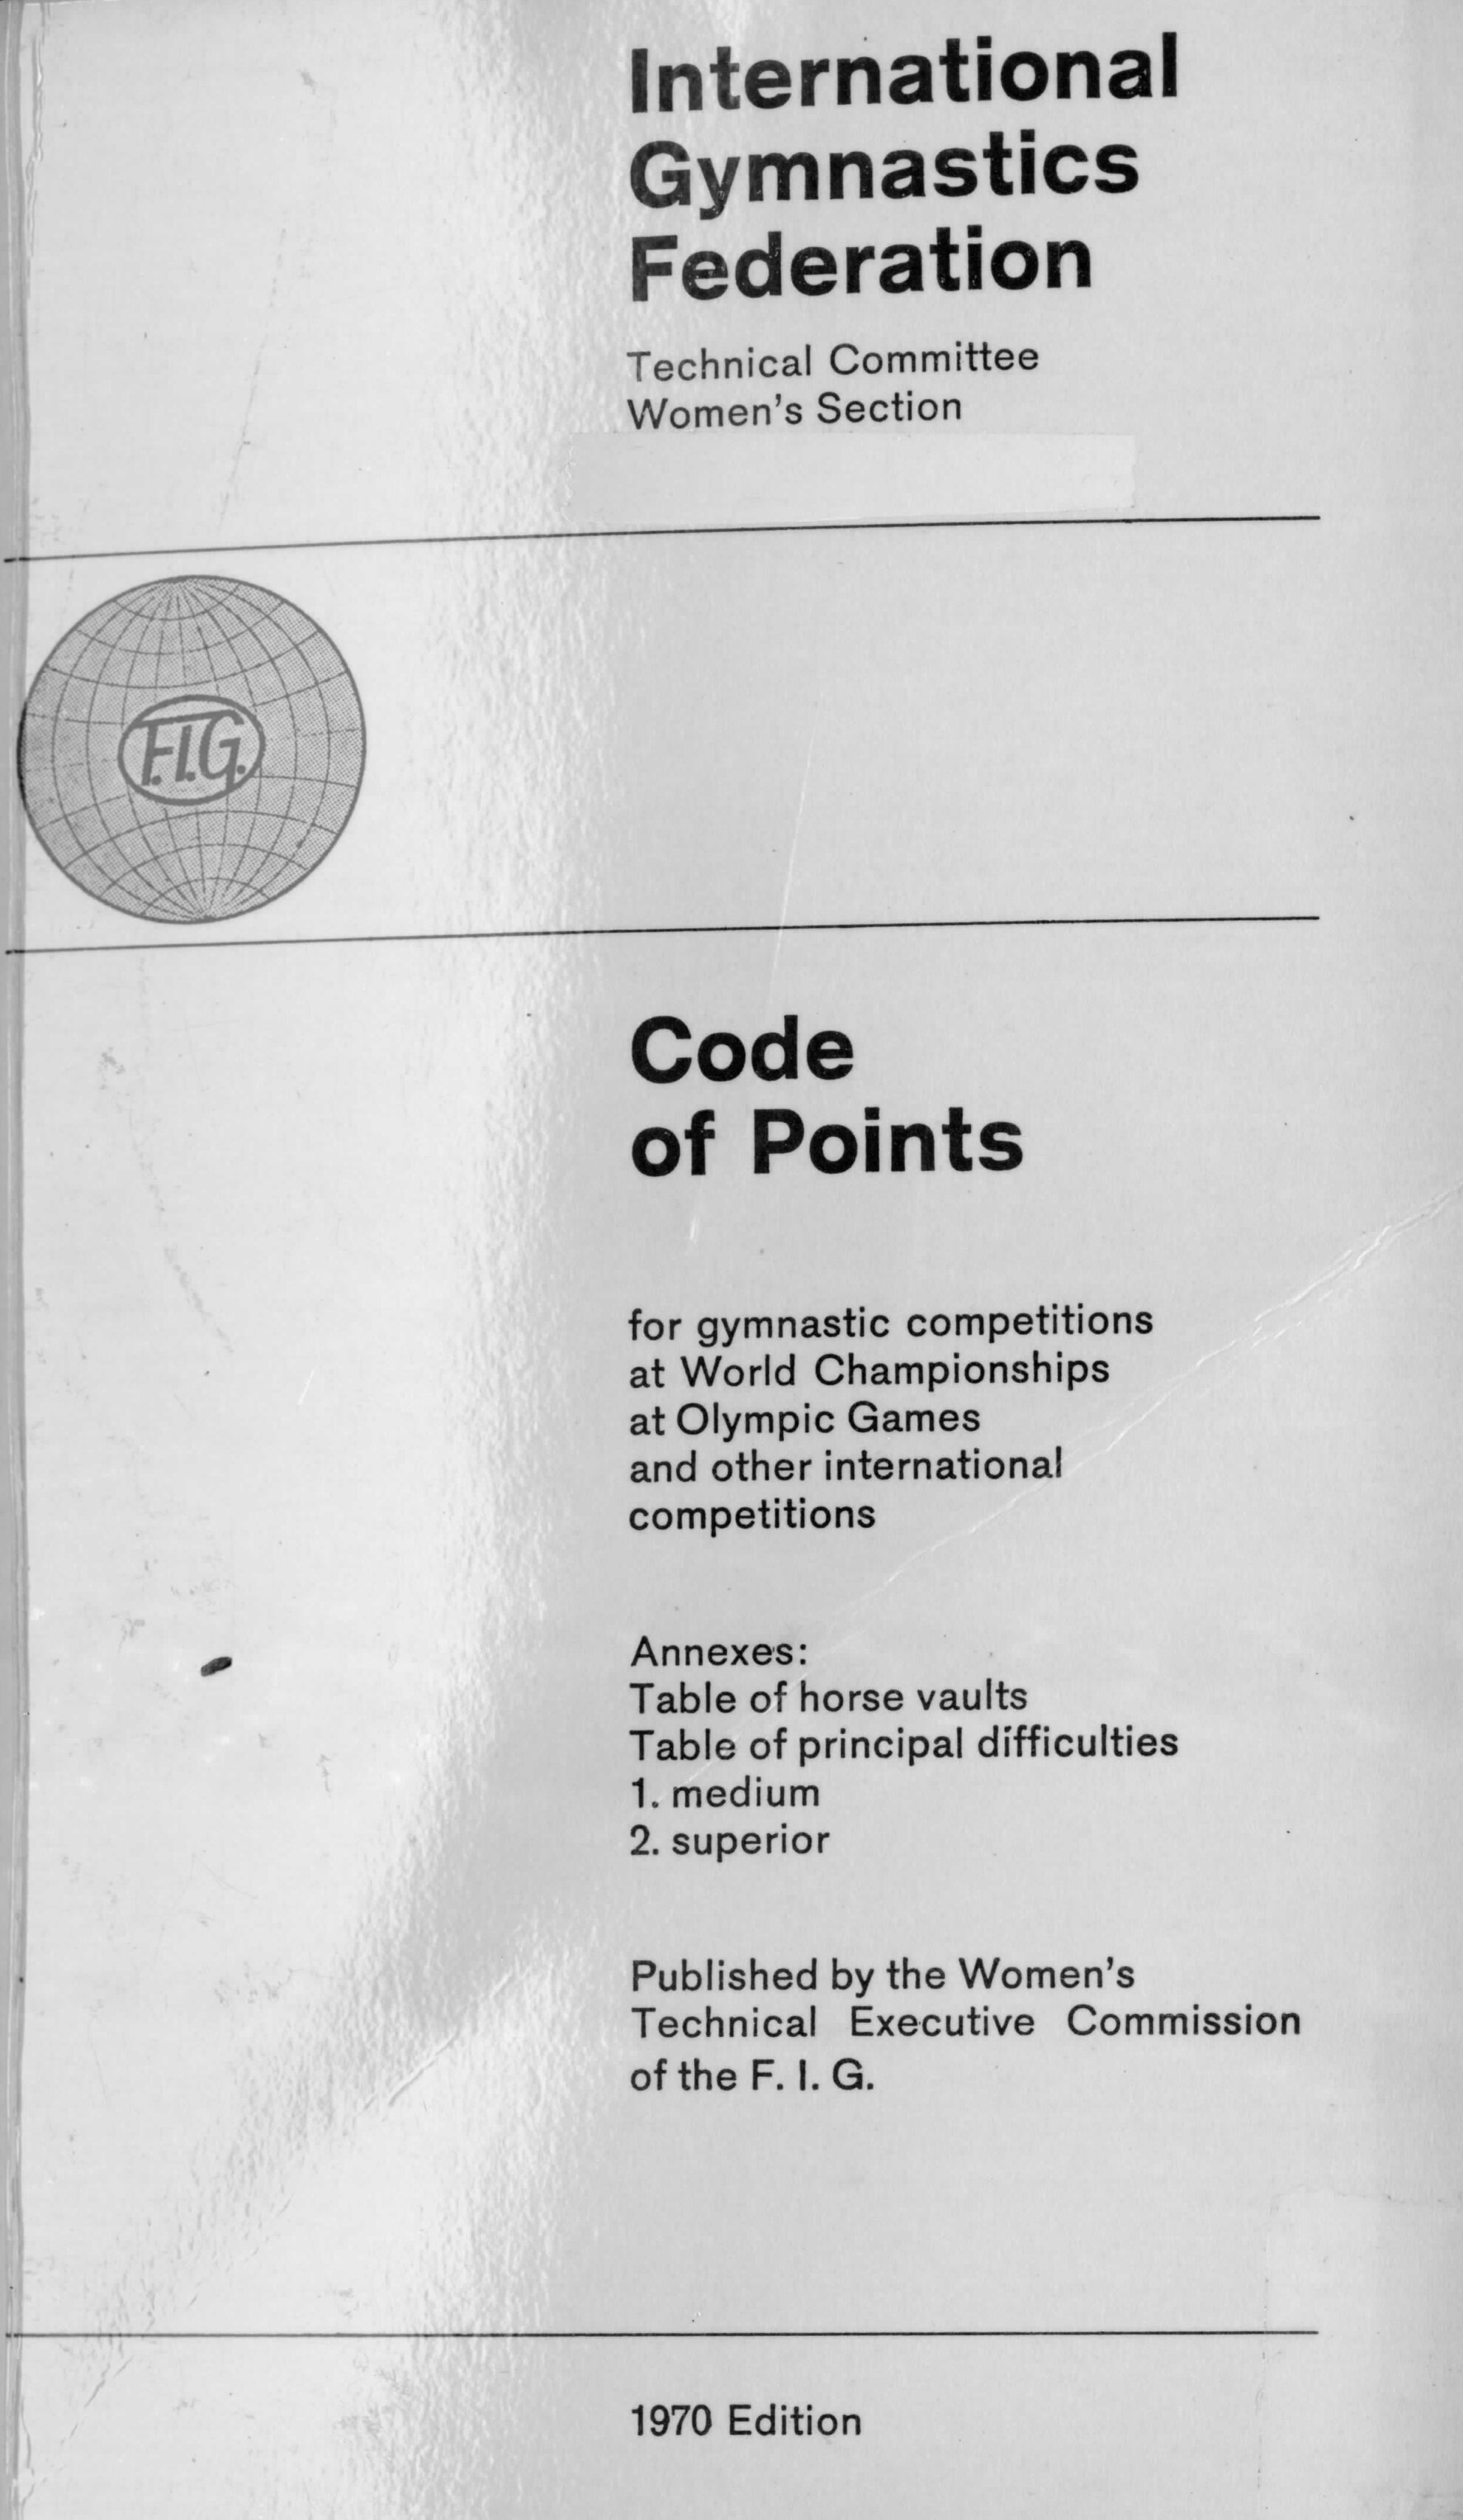 International
Gymnastics
Federation
Technical Committee
Women's Section
F.I.G.
Code
of Points
for gymnastic competitions
at World Championships
at Olympic Games
and other international
competitions
Annexes:
Table of horse vaults
Table of principal difficulties
1. medium
2. superior
Published by the Women's
Technical Executive Commission
of the F. I. G.
1970 Edition